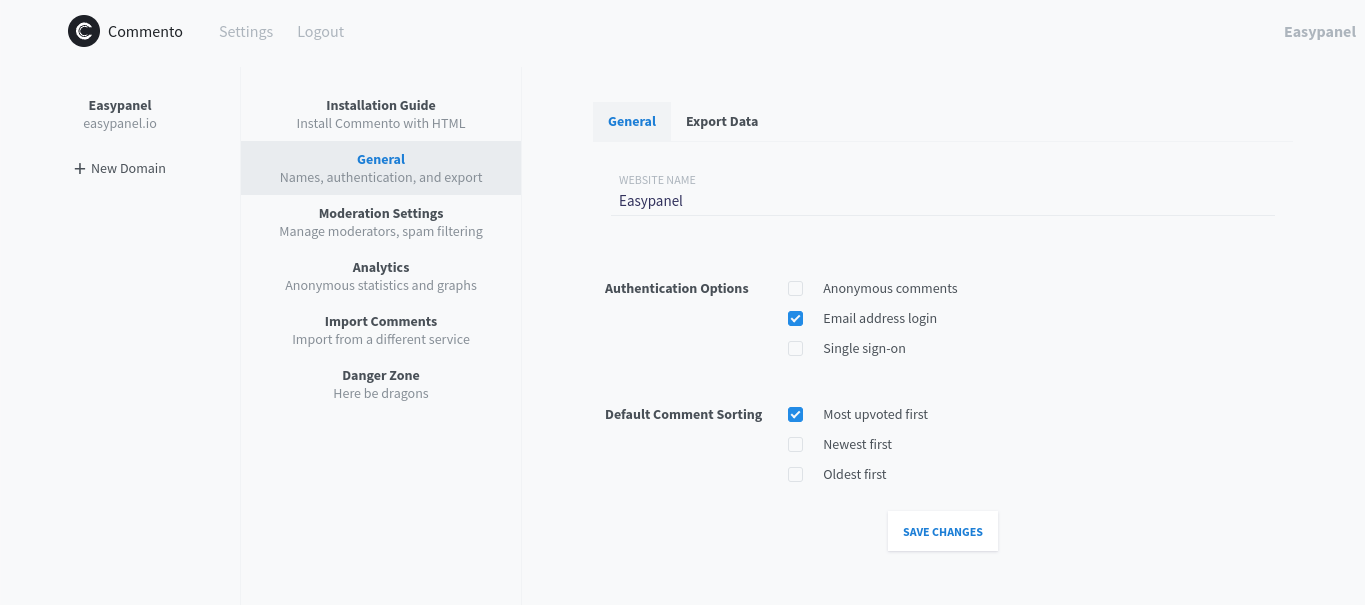 Commento
Settings
Logout
Easypanel
Easypanel
easypanel.io
+ New Domain
Installation Guide
Install Commento with HTML
General
Names, authentication, and export
Moderation Settings
Manage moderators, spam filtering
Analytics
Anonymous statistics and graphs
Import Comments
Import from a different service
Danger Zone
Here be dragons
General
Export Data
WEBSITE NAME
Easypanel
Authentication Options
Anonymous comments
Email address login
Single sign-on
Default Comment Sorting
Most upvoted first
Newest first
Oldest first
SAVE CHANGES